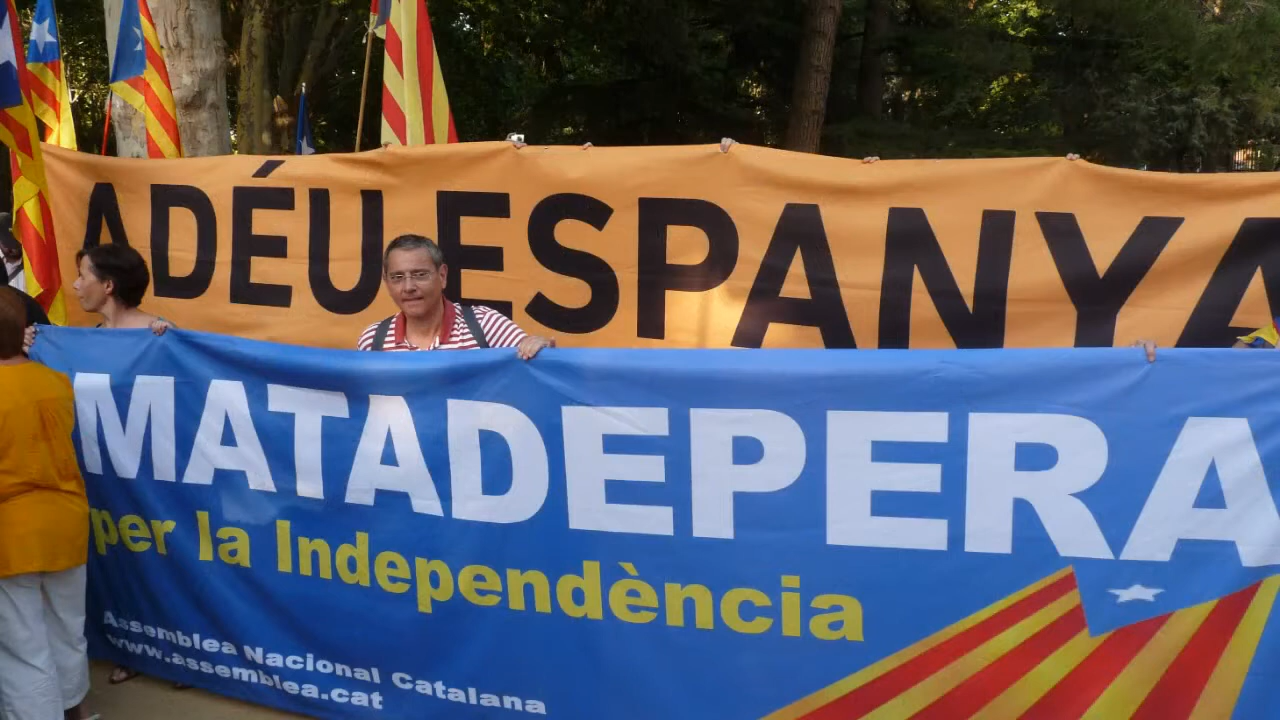 ADÉU ESPANYA
MATADEPERA
per la Independència
Assemblea Nacional Catalana
www.assemblea.cat